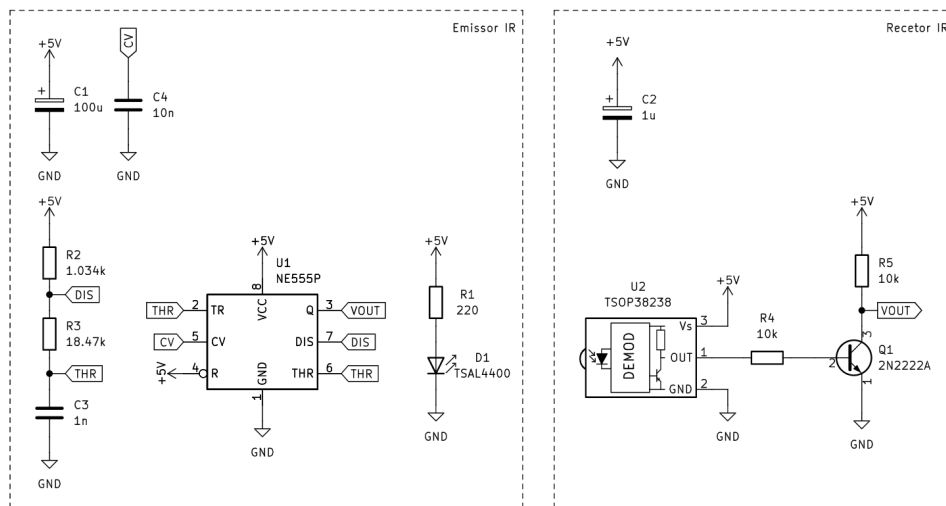 Emissor IR
+5V
CV
C1
100u
C4
10n
GND
GND
+5V
R2
1.034k
DIS
R3
18.47k
THR
C3
1n
GND
+5V
U1
NE555P
8
VCC
THR
2
TR
Q
3
VOUT
CV
5
CV
DIS
7
DIS
+5V
4
R
GND
THR
6
THR
1
GND
+5V
R1
220
D1
TSAL4400
GND
Recetor IR
+5V
C2
1u
GND
U2
TSOP38238
+5V
Vs
3
DEMOD
OUT
1
GND
2
GND
R4
10k
+5V
R5
10k
VOUT
3
2
Q1
2N2222A
1
GND